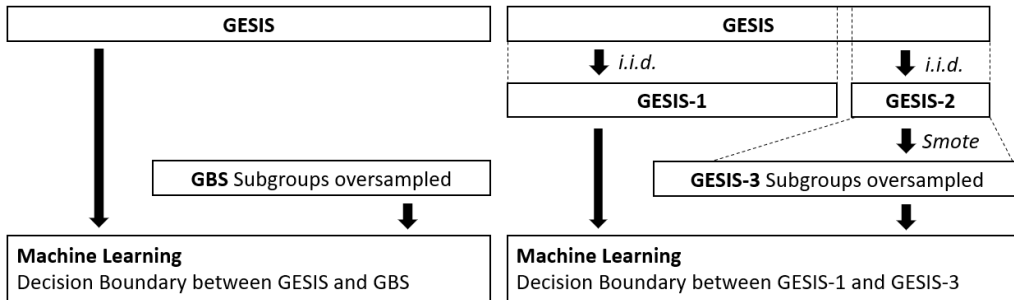 GESIS
GBS Subgroups oversampled
Machine Learning
Decision Boundary between GESIS and GBS
GESIS
i.i.d.
i.i.d.
GESIS-1
GESIS-2
Smote
GESIS-3 Subgroups oversampled
Machine Learning
Decision Boundary between GESIS-1 and GESIS-3